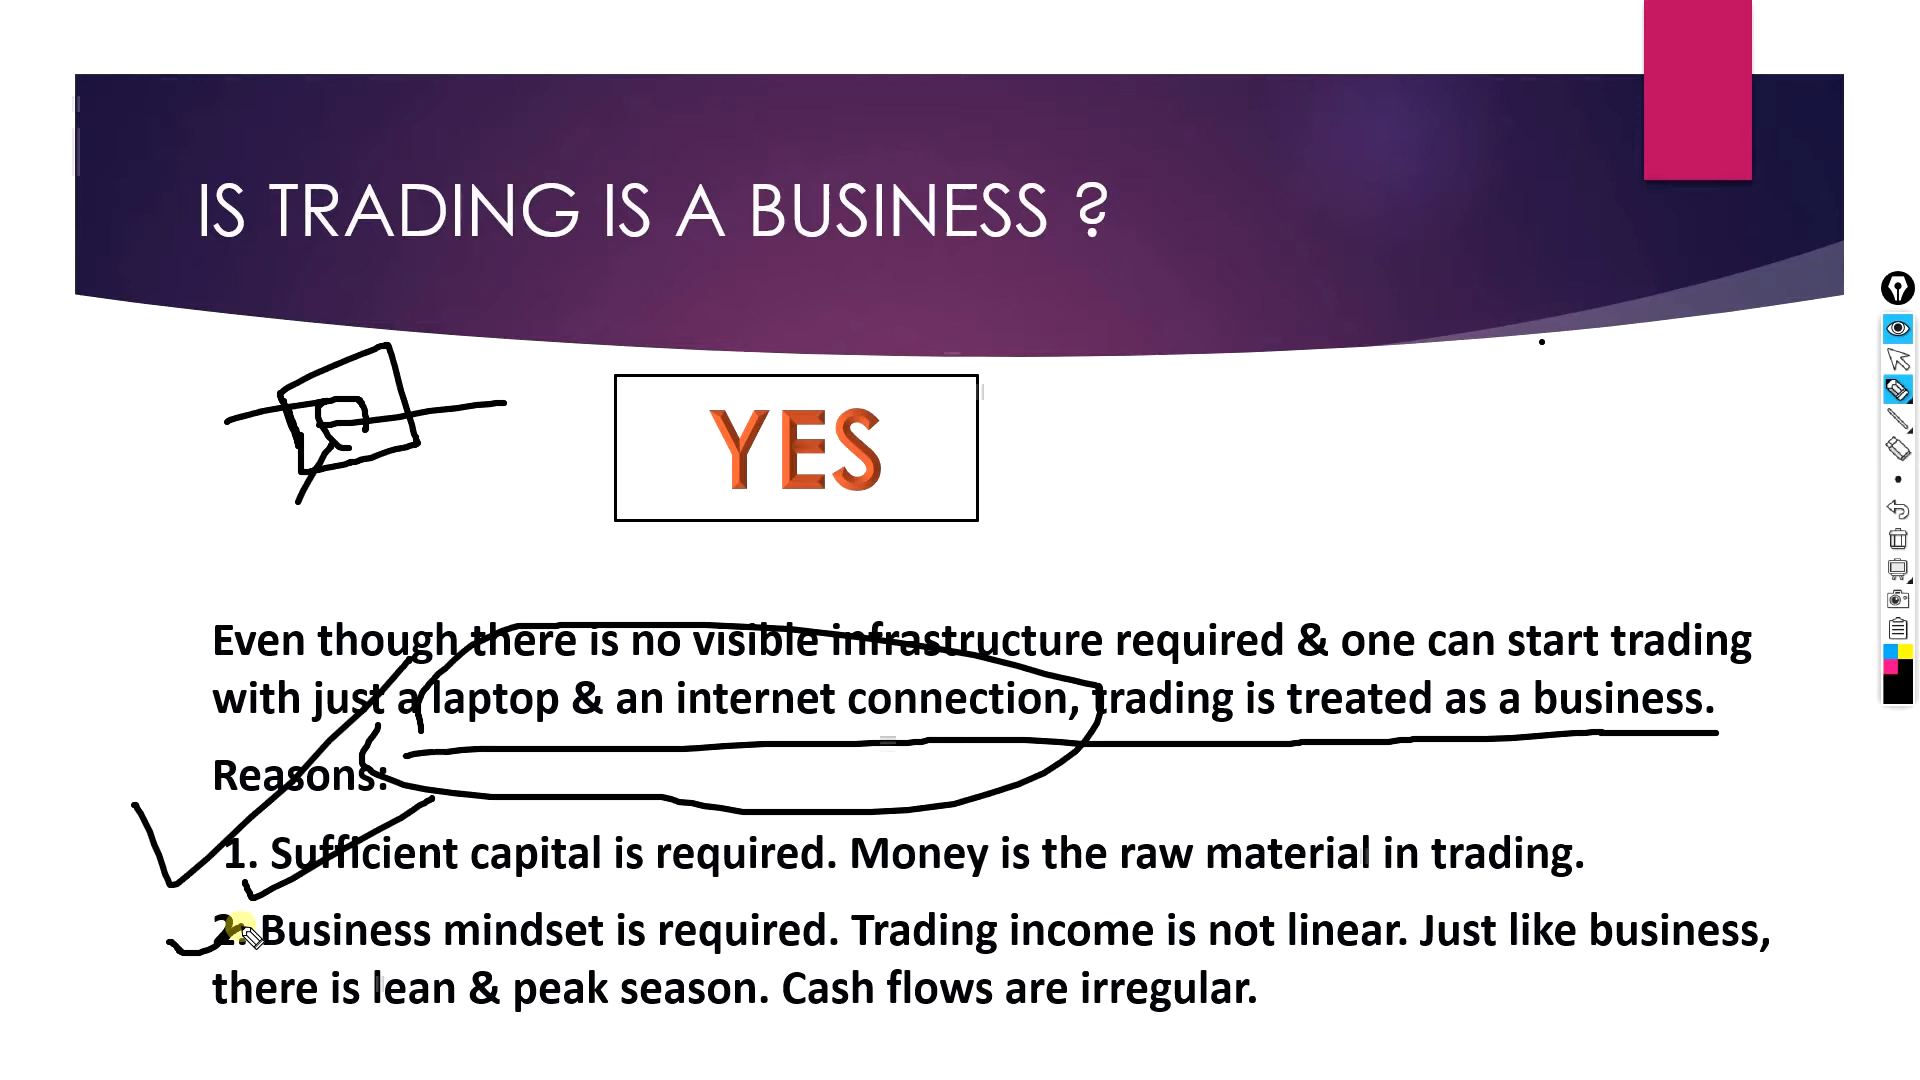 IS TRADING IS A BUSINESS ?
YES
Even though there is no visible infrastructure required & one can start trading
with just a laptop & an internet connection, trading is treated as a business.
Reasons:
1. Sufficient capital is required. Money is the raw material in trading.
2. Business mindset is required. Trading income is not linear. Just like business,
there is lean & peak season. Cash flows are irregular.